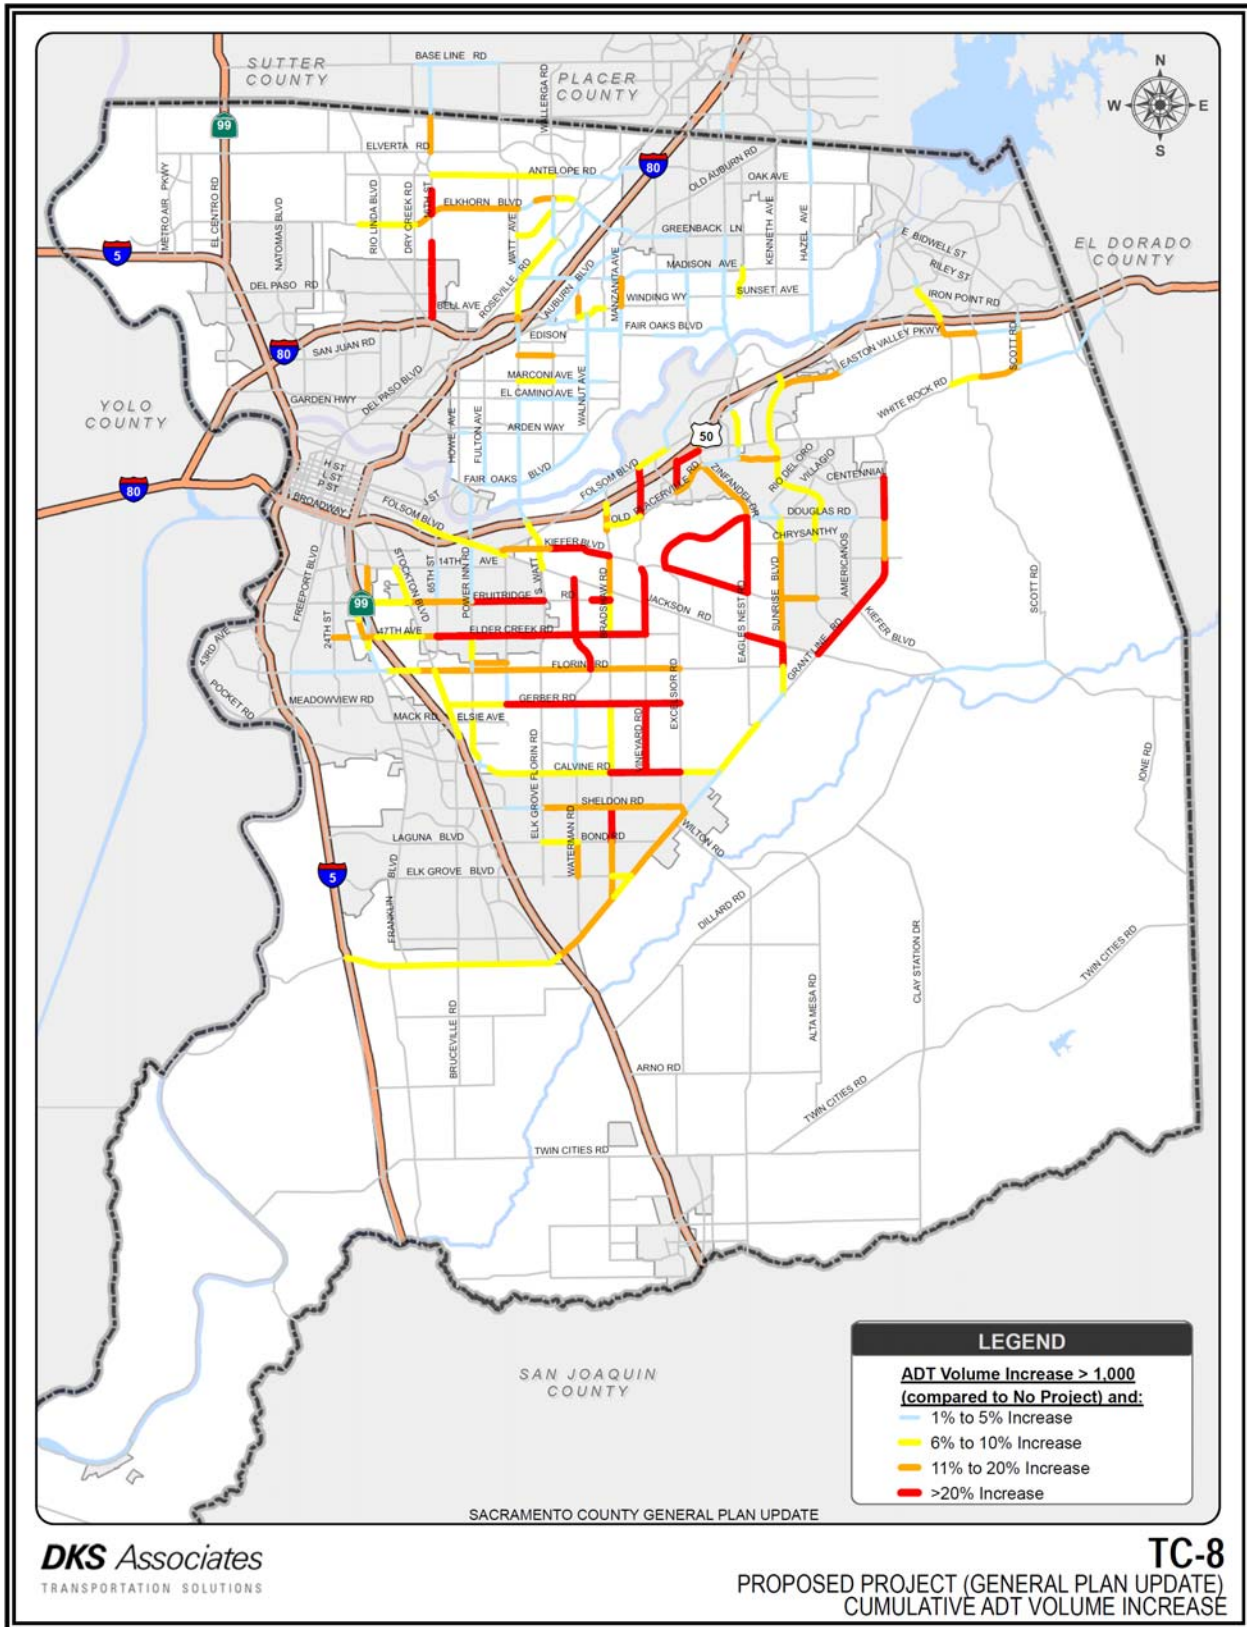 BASE LINE RD
SUTTER
COUNTY
PLACER
COUNTY
WALLERGA RD
N
W
E
S
99
ELVERTA RD
80
OLD AUBURN RD
ANTELOPE RD
OAK AVE
METRO AIR PKWY
EL CENTRO RD
NATOMAS BLVD
RIO LINDA BLVD
DRY CREEK RD
16TH ST
ELKHORN BLVD
WATT AVE
GREENBACK LN
KENNETH AVE
HAZEL AVE
E BIDWELL ST
RILEY ST
EL DORADO
COUNTY
5
MADISON AVE
ROSEVILLE RD
AUBURN BLVD
MANZANITA AVE
DEL PASO RD
SUNSET AVE
WINDING WY
IRON POINT RD
BELL AVE
EDISON
FAIR OAKS BLVD
SCOTT RD
EASTON VALLEY PKWY
80
SAN JUAN RD
DEL PASO BLVD
MARCONI AVE
EL CAMINO AVE
WALNUT AVE
WHITE ROCK RD
YOLO
COUNTY
GARDEN HWY
HOWE AVE
FULTON AVE
ARDEN WAY
50
H ST
L ST
P ST
BROADWAY
FAIR OAKS BLVD
FOLSOM BLVD
ZINFANDEL DR
RIO DEL ORO
VILLAGIO
CENTENNIAL
80
J ST
FOLSOM BLVD
OLD PLACERVILLE RD
DOUGLAS RD
CHRYSANTHY
KIEFER BLVD
FREEPORT BLVD
STOCKTON BLVD
65TH ST
14TH AVE
POWER INN RD
S. WATT
SUNRISE BLVD
AMERICANOS
SCOTT RD
99
FRUITRIDGE RD
BRADSHAW RD
JACKSON RD
EAGLES NEST RD
KIEFER BLVD
24TH ST
47TH AVE
ELDER CREEK RD
43RD AVE
FLORIN RD
GRANT LINE RD
POCKET RD
MEADOWVIEW RD
MACK RD
ELSIE AVE
GERBER RD
EXCELSIOR RD
VINEYARD RD
ELK GROVE FLORIN RD
CALVINE RD
IONE RD
SHELDON RD
WATERMAN RD
WILTON RD
LAGUNA BLVD
BOND RD
5
FRANKLIN BLVD
ELK GROVE BLVD
DILLARD RD
CLAY STATION DR
TWIN CITIES RD
ALTA MESA RD
BRUCEVILLE RD
ARNO RD
TWIN CITIES RD
TWIN CITIES RD
SAN JOAQUIN
COUNTY
LEGEND
ADT Volume Increase > 1,000
(compared to No Project) and:
1% to 5% Increase
6% to 10% Increase
11% to 20% Increase
>20% Increase
SACRAMENTO COUNTY GENERAL PLAN UPDATE
DKS Associates
TRANSPORTATION SOLUTIONS
TC-8
PROPOSED PROJECT (GENERAL PLAN UPDATE)
CUMULATIVE ADT VOLUME INCREASE